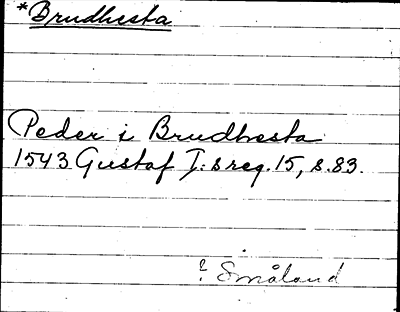 *Brudhesta
Peder i Brudhesta
1543 Gustaf I:s reg. 15, s. 83.
? Småland